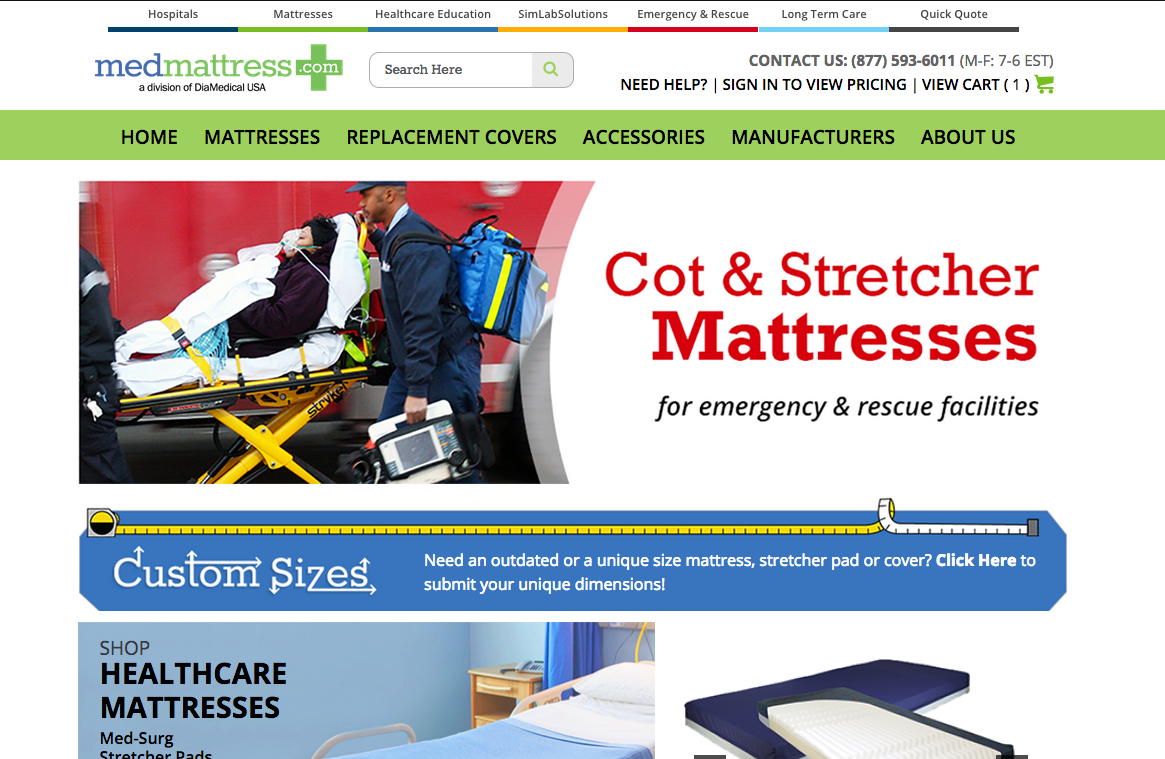 Hospitals Mattresses Healthcare Education SimLabSolutions Emergency & Rescue Long Term Care Quick Quote
medmattress.com
a division of DiaMedical USA
Search Here
CONTACT US: (877) 593-6011 (M-F: 7-6 EST)
NEED HELP? | SIGN IN TO VIEW PRICING | VIEW CART ( 1 )
HOME MATTRESSES REPLACEMENT COVERS ACCESSORIES MANUFACTURERS ABOUT US
stryker
Cot & Stretcher
Mattresses
for emergency & rescue facilities
Custom Sizes
Need an outdated or a unique size mattress, stretcher pad or cover? Click Here to
submit your unique dimensions!
SHOP
HEALTHCARE
MATTRESSES
Med-Surg
Stretcher Pads